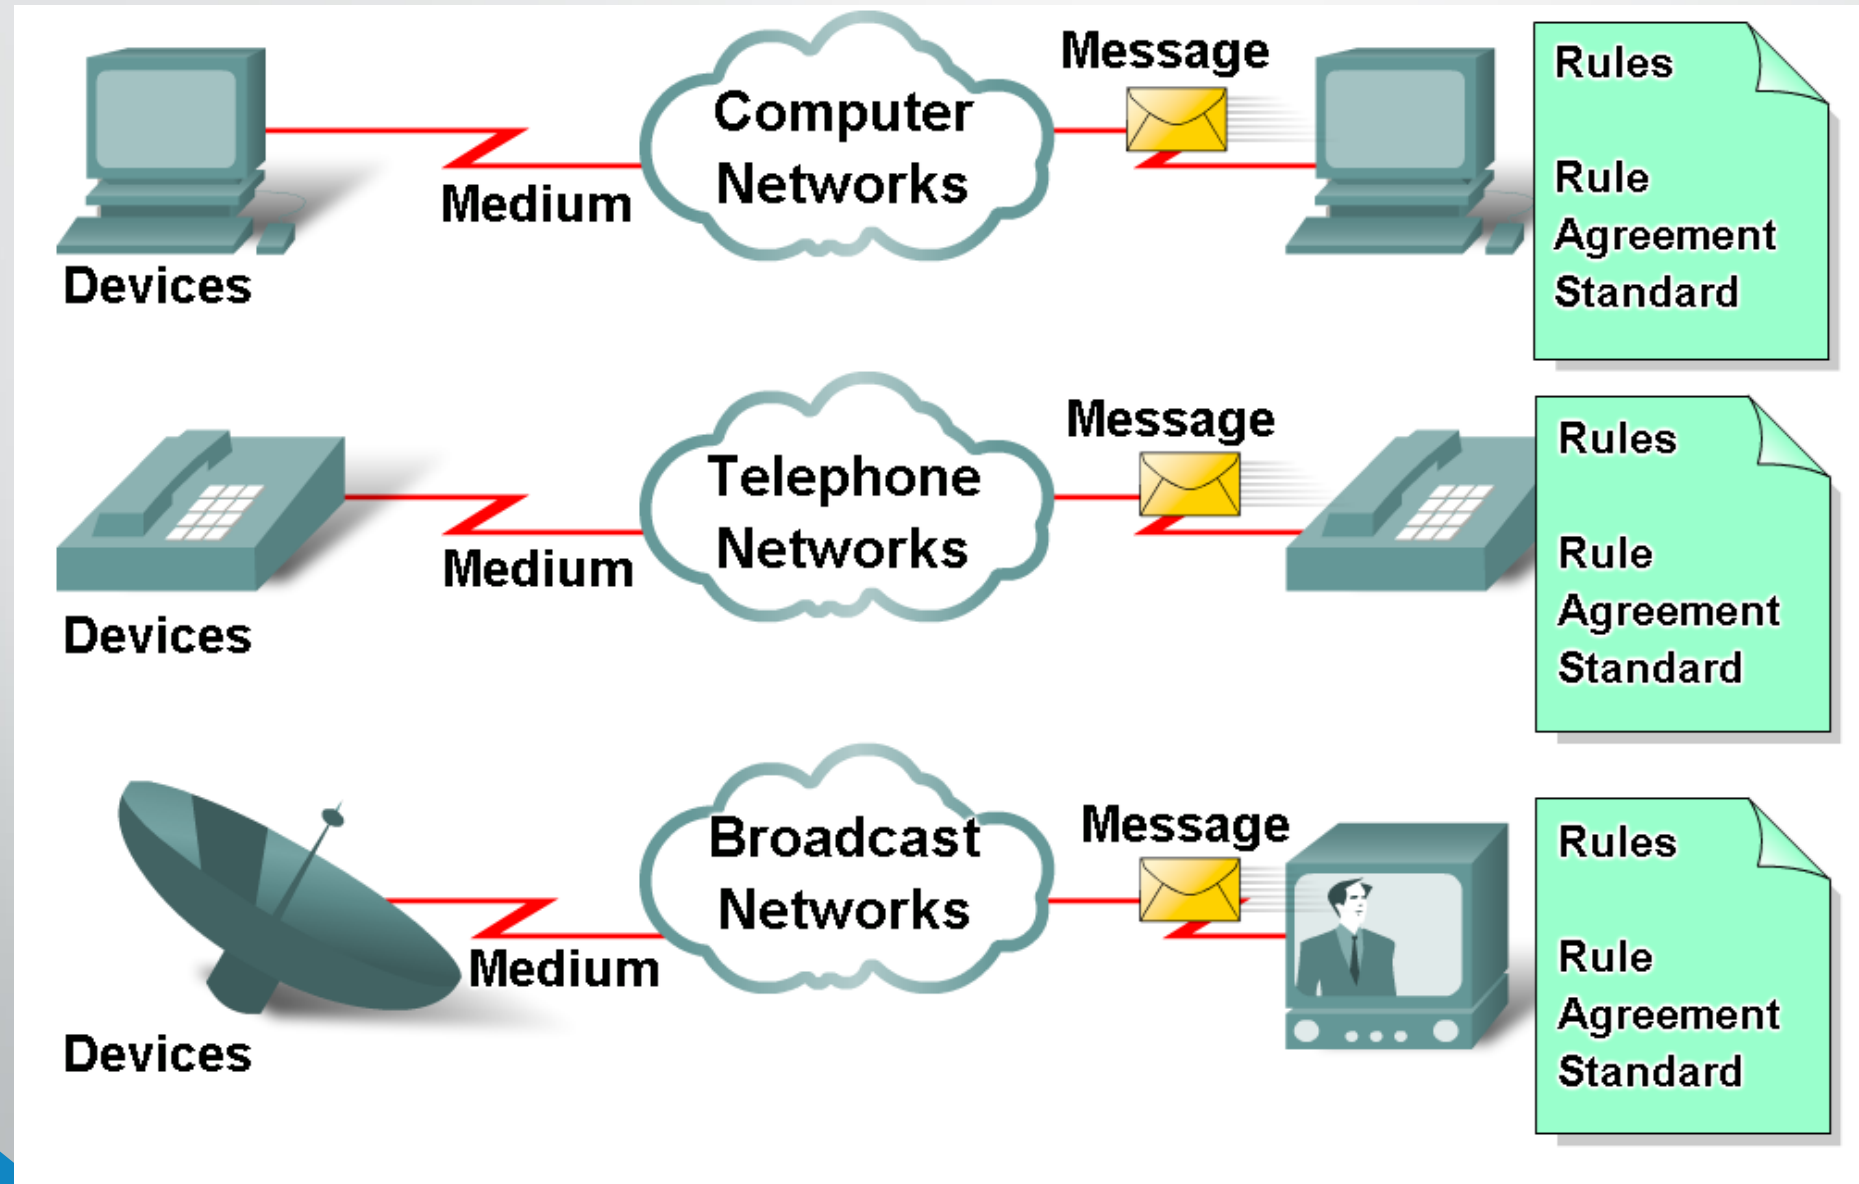 Message
Rules
Computer
Networks
Rule
Medium
Agreement
Devices
Standard
Message
Rules
Telephone
Networks
Rule
Medium
Agreement
Devices
Standard
Message
Rules
Broadcast
Networks
Rule
Medium
Agreement
Devices
Standard